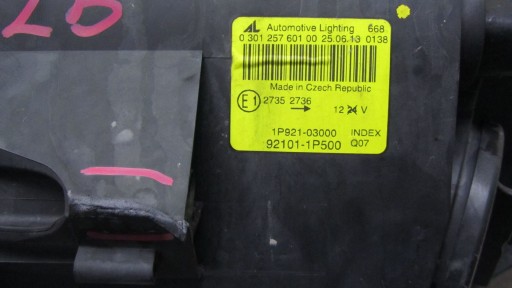 AL Automotive Lighting 668
0 301 257 601 00 25.06.13 0138
Made in Czech Republic
E1 2735 2736 → 12 24 V
1P921-03000 INDEX
92101-1P500 Q07